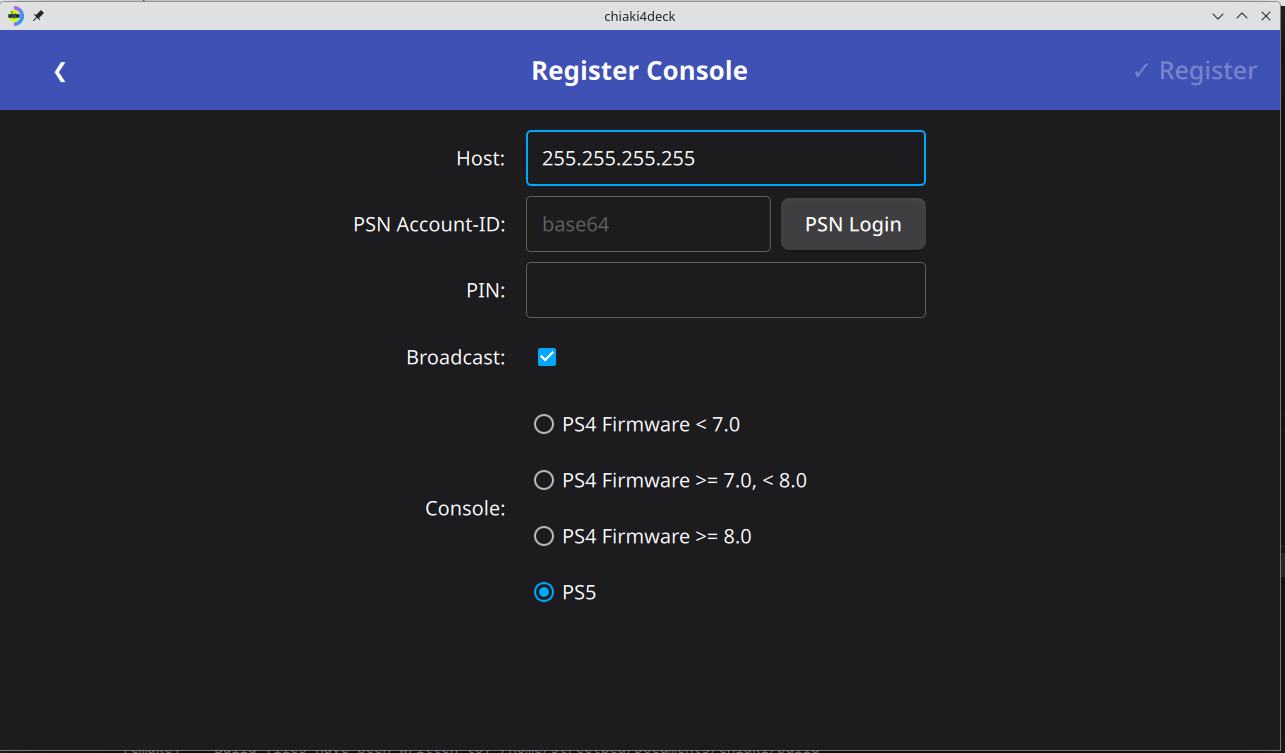 chiaki4deck
❮ Register Console ✓ Register
Host: 255.255.255.255
PSN Account-ID: base64 PSN Login
PIN:
Broadcast:
PS4 Firmware < 7.0
PS4 Firmware >= 7.0, < 8.0
Console:
PS4 Firmware >= 8.0
PS5